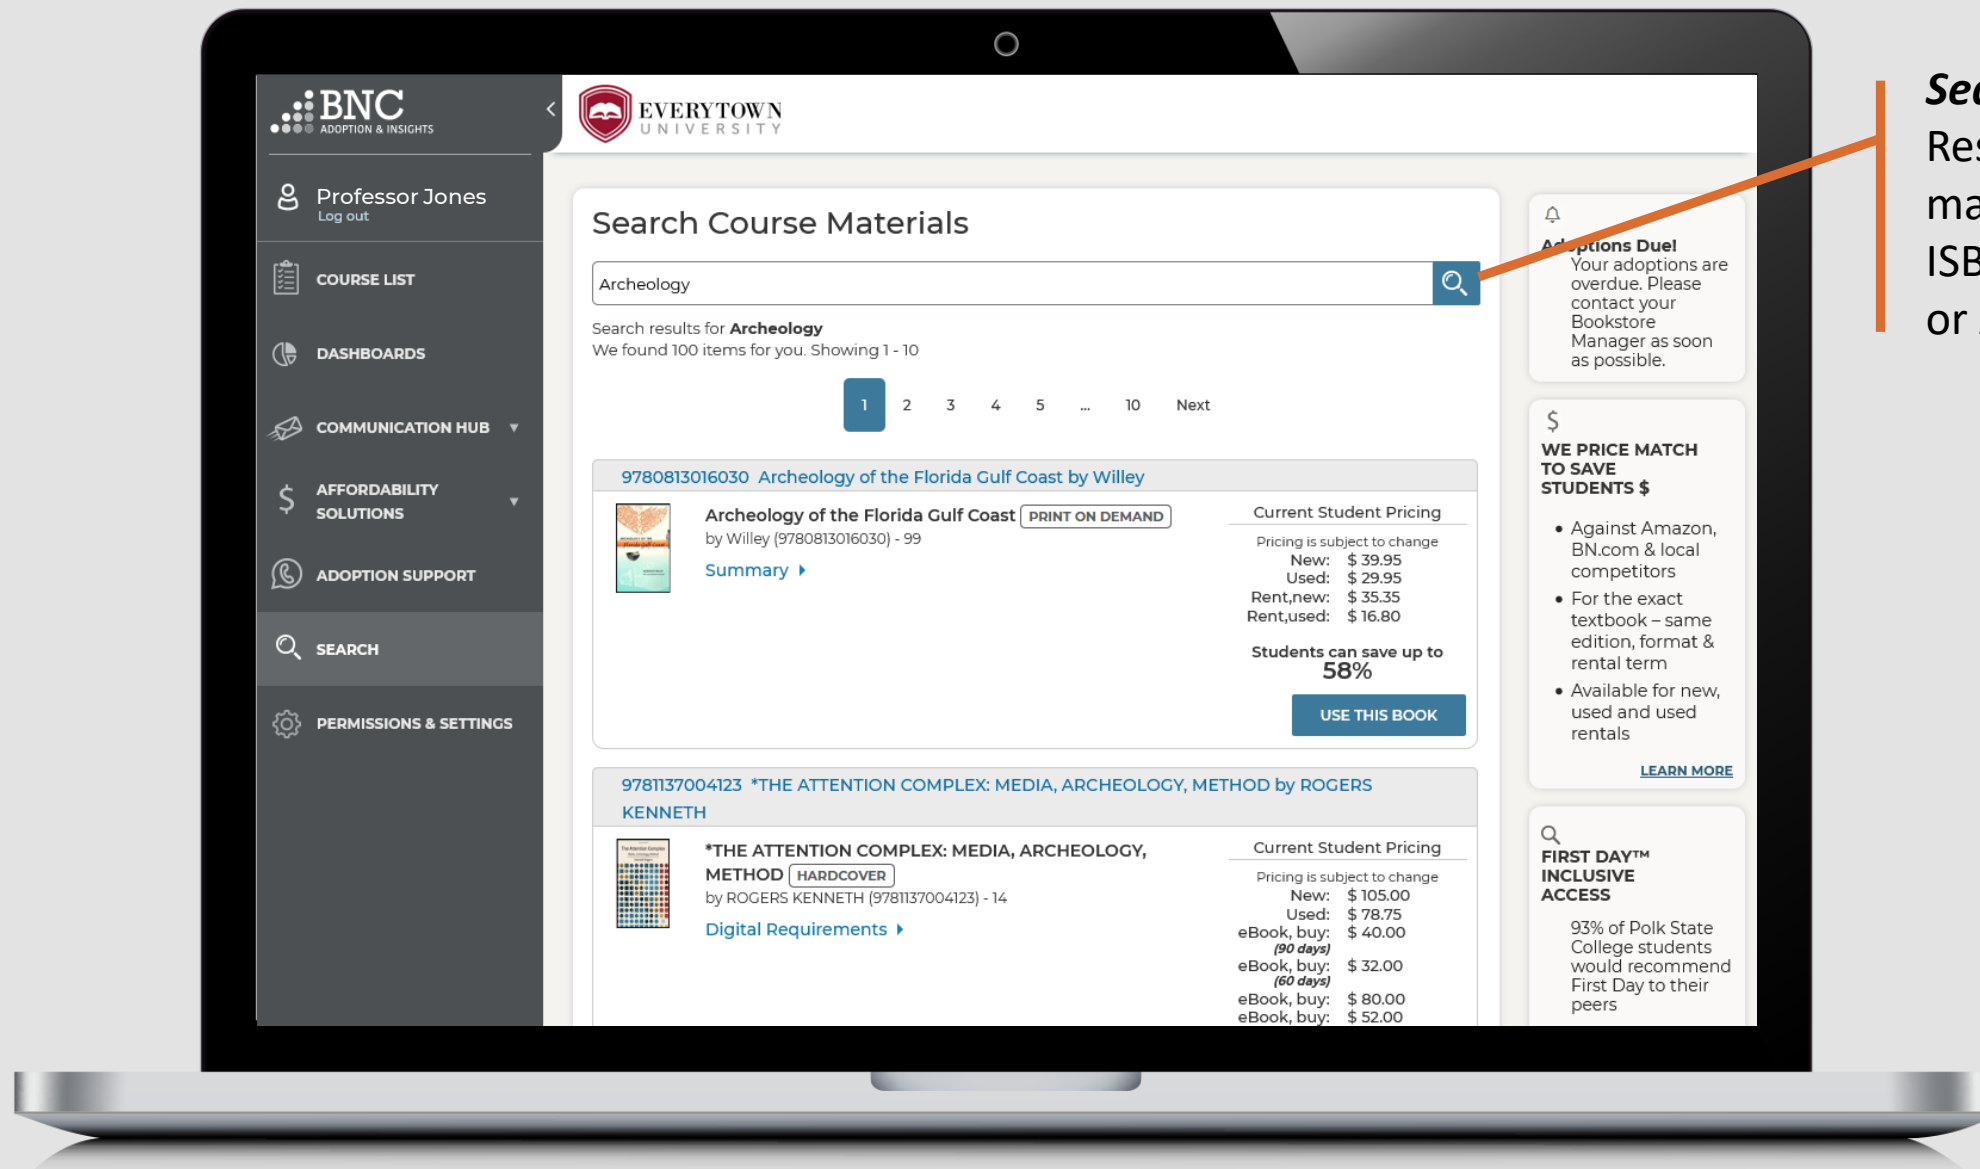 BNC
ADOPTION & INSIGHTS
Professor Jones
Log out
COURSE LIST
DASHBOARDS
COMMUNICATION HUB
AFFORDABILITY
SOLUTIONS
ADOPTION SUPPORT
SEARCH
PERMISSIONS & SETTINGS
EVERYTOWN
UNIVERSITY
Search Course Materials
Archeology
Search results for Archeology
We found 100 items for you. Showing 1 - 10
1 2 3 4 5 ... 10 Next
9780813016030 Archeology of the Florida Gulf Coast by Willey
Archeology of the Florida Gulf Coast PRINT ON DEMAND
by Willey (9780813016030) - 99
Summary
Current Student Pricing
Pricing is subject to change
New: $ 39.95
Used: $ 29.95
Rent,new: $ 35.35
Rent,used: $ 16.80
Students can save up to
58%
USE THIS BOOK
9781137004123 *THE ATTENTION COMPLEX: MEDIA, ARCHEOLOGY, METHOD by ROGERS
KENNETH
*THE ATTENTION COMPLEX: MEDIA, ARCHEOLOGY,
METHOD HARDCOVER
by ROGERS KENNETH (9781137004123) - 14
Digital Requirements
Current Student Pricing
Pricing is subject to change
New: $ 105.00
Used: $ 78.75
eBook, buy: $ 40.00
(90 days)
eBook, buy: $ 32.00
(60 days)
eBook, buy: $ 80.00
eBook, buy: $ 52.00
Adoptions Due!
Your adoptions are
overdue. Please
contact your
Bookstore
Manager as soon
as possible.
$
WE PRICE MATCH
TO SAVE
STUDENTS $
• Against Amazon,
BN.com & local
competitors
• For the exact
textbook – same
edition, format &
rental term
• Available for new,
used and used
rentals
LEARN MORE
FIRST DAY™
INCLUSIVE
ACCESS
93% of Polk State
College students
would recommend
First Day to their
peers
or